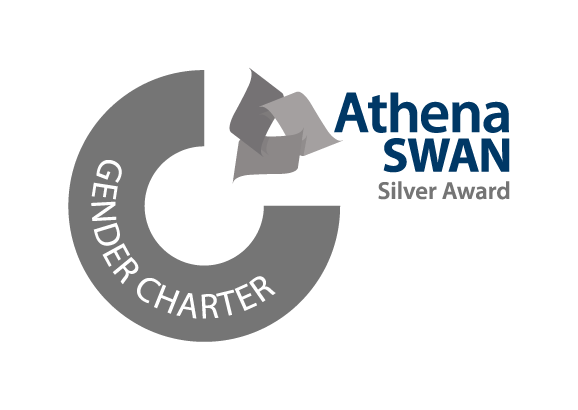 Athena
SWAN
Silver Award
GENDER CHARTER